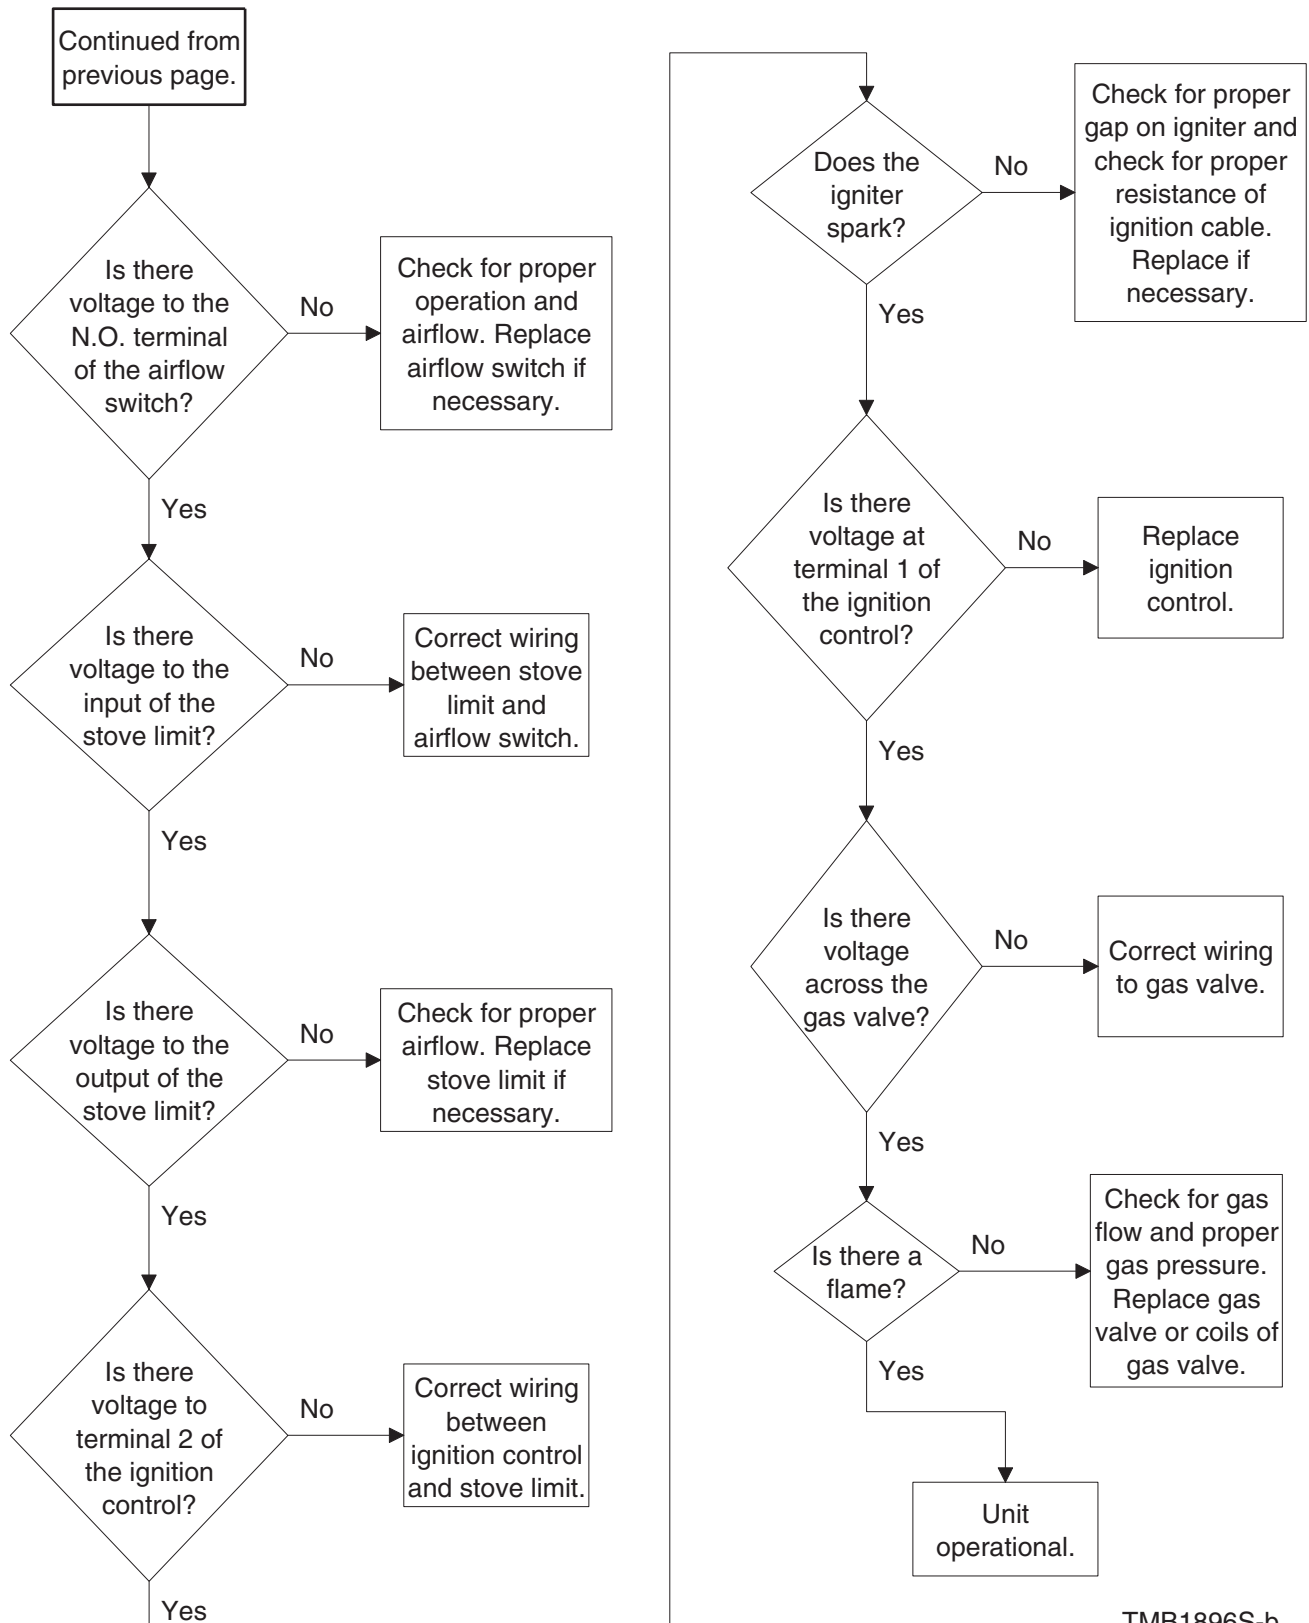 Continued from
previous page.
Is there
voltage to the
N.O. terminal
of the airflow
switch?
No
Check for proper
operation and
airflow. Replace
airflow switch if
necessary.
Yes
Is there
voltage to the
input of the
stove limit?
No
Correct wiring
between stove
limit and
airflow switch.
Yes
Is there
voltage to the
output of the
stove limit?
No
Check for proper
airflow. Replace
stove limit if
necessary.
Yes
Is there
voltage to
terminal 2 of
the ignition
control?
No
Correct wiring
between
ignition control
and stove limit.
Yes
Does the
igniter
spark?
No
Check for proper
gap on igniter and
check for proper
resistance of
ignition cable.
Replace if
necessary.
Yes
Is there
voltage at
terminal 1 of
the ignition
control?
No
Replace
ignition
control.
Yes
Is there
voltage
across the
gas valve?
No
Correct wiring
to gas valve.
Yes
Is there a
flame?
No
Check for gas
flow and proper
gas pressure.
Replace gas
valve or coils of
gas valve.
Yes
Unit
operational.
TMB1896S-b